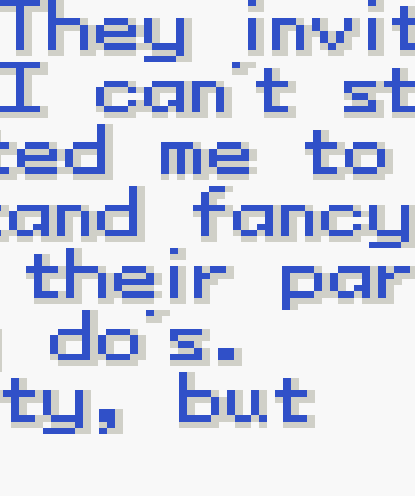 They invit
I can't st
ted me to
and fancy
their par
do's.
ty, but